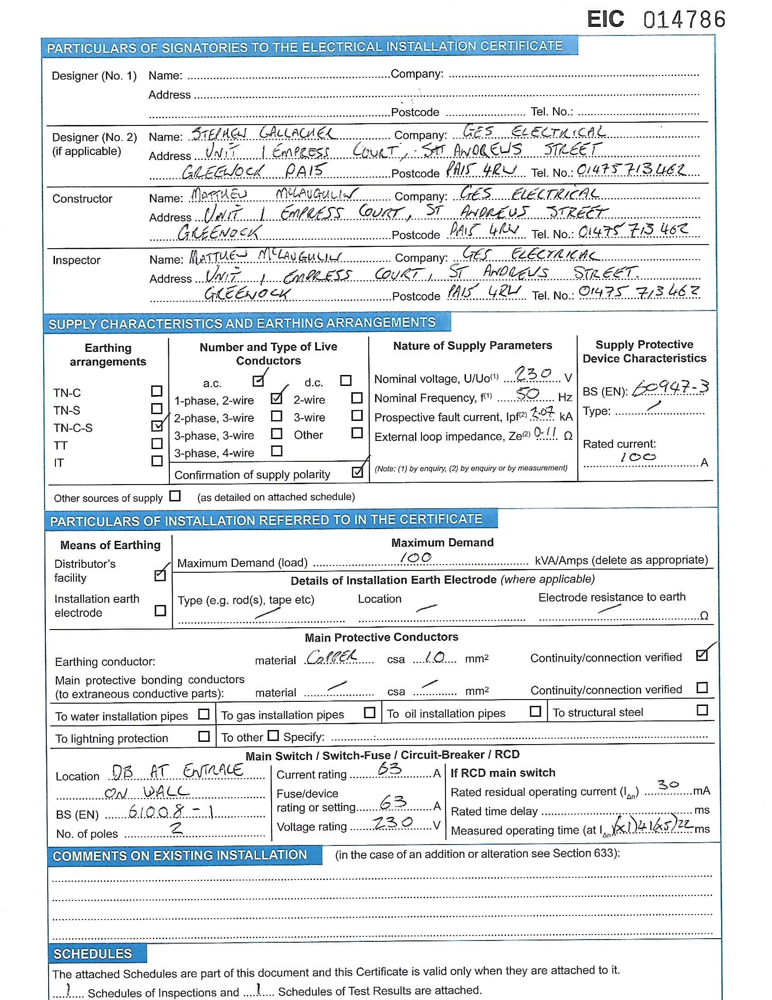 EIC 014786
PARTICULARS OF SIGNATORIES TO THE ELECTRICAL INSTALLATION CERTIFICATE
Designer (No. 1) Name: Company:
Address
Postcode Tel. No.:
Designer (No. 2) Name: STEPHEN GALLAGHER Company: GES ELECTRICAL
(if applicable) Address UNIT 1 EMPRESS COURT, ST ANDREWS STREET
GREENOCK PA15 Postcode PA15 4RW Tel. No.: 01475 713462
Constructor Name: MATTHEW MCLAUGHLIN Company: GES ELECTRICAL
Address UNIT 1 EMPRESS COURT, ST ANDREWS STREET
GREENOCK Postcode PA15 4RW Tel. No.: 01475 713 462
Inspector Name: MATTHEW MCLAUGHLIN Company: GES ELECTRICAL
Address UNIT 1 EMPRESS COURT, ST ANDREWS STREET.
GREENOCK Postcode PA15 4RW Tel. No.: 01475 713462
SUPPLY CHARACTERISTICS AND EARTHING ARRANGEMENTS
Earthing arrangements
TN-C
TN-S
TN-C-S
TT
IT
Number and Type of Live Conductors
a.c. d.c.
1-phase, 2-wire 2-wire
2-phase, 3-wire 3-wire
3-phase, 3-wire Other
3-phase, 4-wire
Confirmation of supply polarity
Nature of Supply Parameters
Nominal voltage, U/Uo(1) 230 V
Nominal Frequency, f(1) 50 Hz
Prospective fault current, Ipf(2) 2.07 kA
External loop impedance, Ze(2) 0.11 Ω
(Note: (1) by enquiry, (2) by enquiry or by measurement)
Supply Protective
Device Characteristics
BS (EN): 60947-3
Type: /
Rated current:
100 A
Other sources of supply (as detailed on attached schedule)
PARTICULARS OF INSTALLATION REFERRED TO IN THE CERTIFICATE
Means of Earthing
Distributor's
facility
Installation earth
electrode
Maximum Demand
Maximum Demand (load) 100 kVA/Amps (delete as appropriate)
Details of Installation Earth Electrode (where applicable)
Type (e.g. rod(s), tape etc) Location Electrode resistance to earth
/ / / Ω
Main Protective Conductors
Earthing conductor: material COPPER csa 10 mm2 Continuity/connection verified
Main protective bonding conductors
(to extraneous conductive parts): material / csa / mm2 Continuity/connection verified
To water installation pipes To gas installation pipes To oil installation pipes To structural steel
To lightning protection To other Specify:
Main Switch / Switch-Fuse / Circuit-Breaker / RCD
Location DB AT ENTRACE
ON WALL
BS (EN) 61008-1
No. of poles 2
Current rating 63 A
Fuse/device
rating or setting 63 A
Voltage rating 230 V
If RCD main switch
Rated residual operating current (IΔn) 30 mA
Rated time delay ms
Measured operating time (at IΔn) (x1)41(x5)22 ms
COMMENTS ON EXISTING INSTALLATION (in the case of an addition or alteration see Section 633):
SCHEDULES
The attached Schedules are part of this document and this Certificate is valid only when they are attached to it.
1 Schedules of Inspections and 1 Schedules of Test Results are attached.